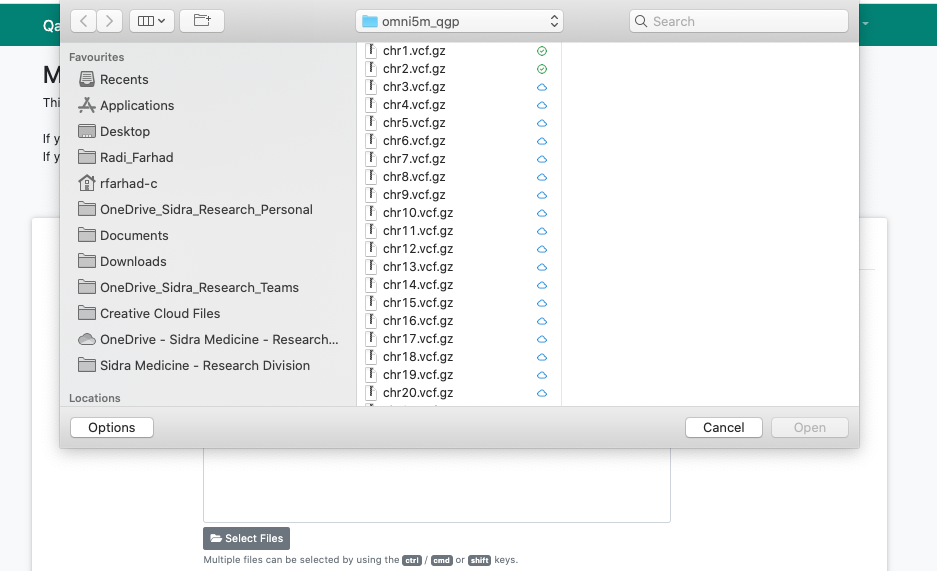 Qa
omni5m_qgp
Search
M
Thi
If y
If y
Favourites
Recents
Applications
Desktop
Radi_Farhad
rfarhad-c
OneDrive_Sidra_Research_Personal
Documents
Downloads
OneDrive_Sidra_Research_Teams
Creative Cloud Files
OneDrive - Sidra Medicine - Research...
Sidra Medicine - Research Division
Locations
chr1.vcf.gz
chr2.vcf.gz
chr3.vcf.gz
chr4.vcf.gz
chr5.vcf.gz
chr6.vcf.gz
chr7.vcf.gz
chr8.vcf.gz
chr9.vcf.gz
chr10.vcf.gz
chr11.vcf.gz
chr12.vcf.gz
chr13.vcf.gz
chr14.vcf.gz
chr15.vcf.gz
chr16.vcf.gz
chr17.vcf.gz
chr18.vcf.gz
chr19.vcf.gz
chr20.vcf.gz
Options
Cancel
Open
Select Files
Multiple files can be selected by using the ctrl / cmd or shift keys.